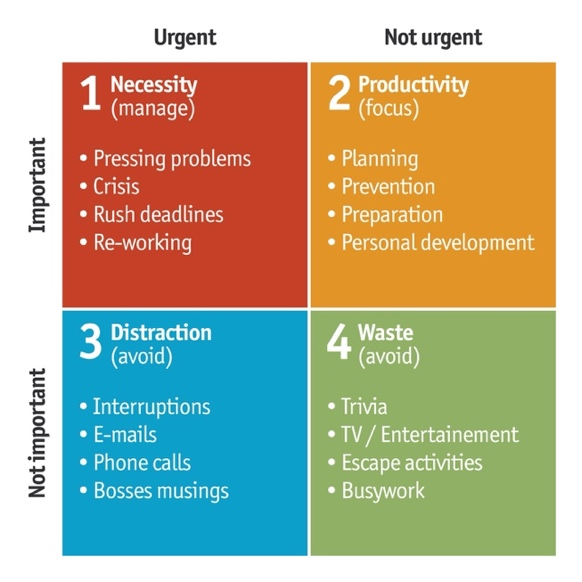 Urgent
Not urgent
Important
1 Necessity
(manage)
• Pressing problems
• Crisis
• Rush deadlines
• Re-working
2 Productivity
(focus)
• Planning
• Prevention
• Preparation
• Personal development
Not important
3 Distraction
(avoid)
• Interruptions
• E-mails
• Phone calls
• Bosses musings
4 Waste
(avoid)
• Trivia
• TV / Entertainement
• Escape activities
• Busywork